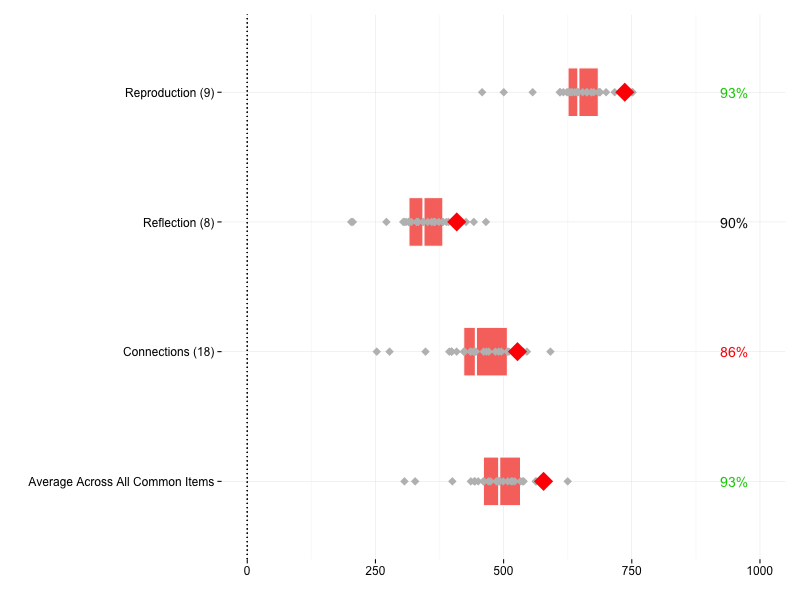 Reproduction (9) 93%
Reflection (8) 90%
Connections (18) 86%
Average Across All Common Items 93%
0 250 500 750 1000